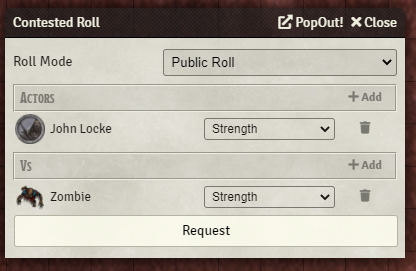 Contested Roll PopOut! Close
Roll Mode Public Roll
Actors Add
John Locke Strength
Vs Add
Zombie Strength
Request